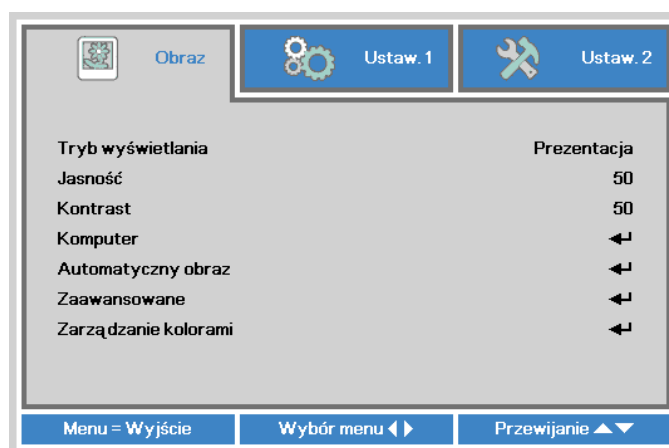 Obraz Ustaw. 1 Ustaw. 2
Tryb wyświetlania Prezentacja
Jasność 50
Kontrast 50
Komputer
Automatyczny obraz
Zaawansowane
Zarządzanie kolorami
Menu = Wyjście Wybór menu Przewijanie